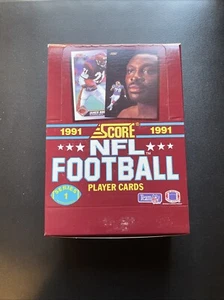 1991 SCORE 1991
NFL
FOOTBALL
PLAYER CARDS
SERIES
1